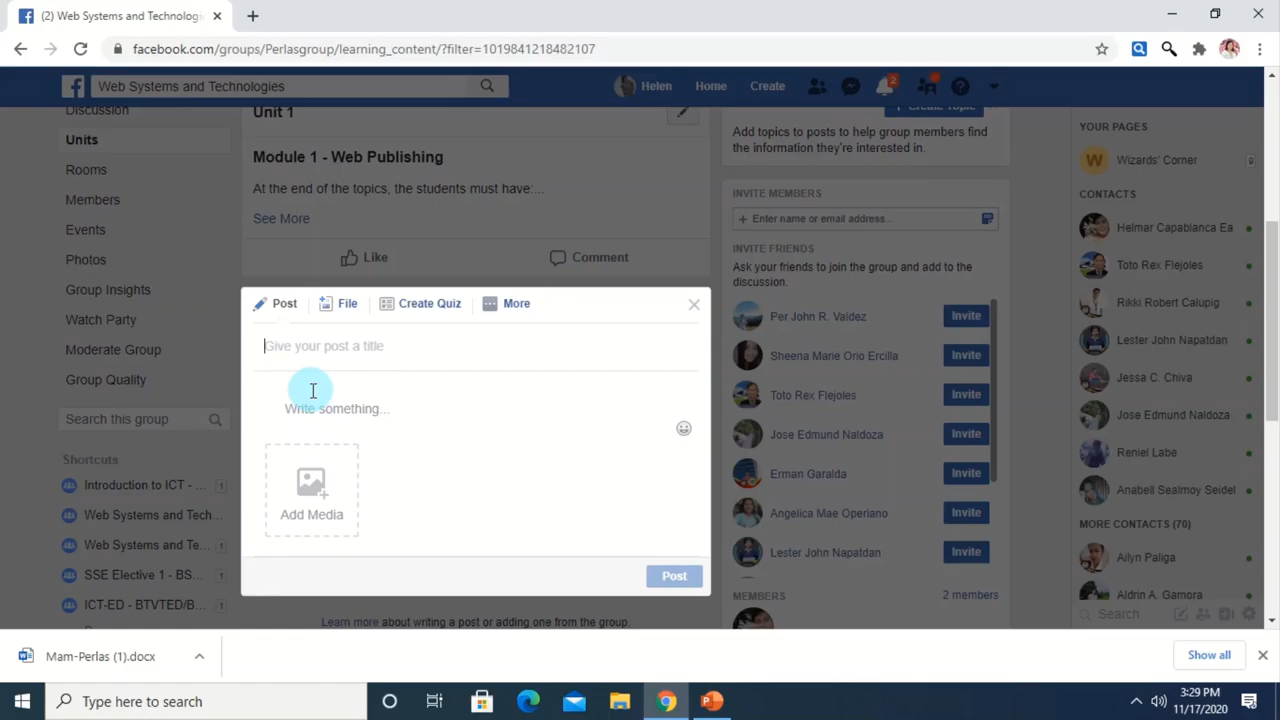 (2) Web Systems and Technologi
facebook.com/groups/Perlasgroup/learning_content/?filter=1019841218482107
Web Systems and Technologies
Helen
Home
Create
2
Discussion
Units
Rooms
Members
Events
Photos
Group Insights
Watch Party
Moderate Group
Group Quality
Search this group
Shortcuts
Introduction to ICT - ... 1
Web Systems and Tech... 1
Web Systems and Te... 1
SSE Elective 1 - BS... 1
ICT-ED - BTVTED/B... 1
Unit 1
Module 1 - Web Publishing
At the end of the topics, the students must have:...
See More
Like
Comment
Post
File
Create Quiz
More
Give your post a title
Write something...
Add Media
Post
Learn more about writing a post or adding one from the group.
+ Create Topic
Add topics to posts to help group members find
the information they're interested in.
INVITE MEMBERS
+ Enter name or email address...
INVITE FRIENDS
Ask your friends to join the group and add to the
discussion.
Per John R. Valdez Invite
Sheena Marie Orio Ercilla Invite
Toto Rex Flejoles Invite
Jose Edmund Naldoza Invite
Erman Garalda Invite
Angelica Mae Operiano Invite
Lester John Napatdan Invite
MEMBERS
2 members
YOUR PAGES
W Wizards' Corner 9
CONTACTS
Helmar Capablanca Ea
Toto Rex Flejoles
Rikki Robert Calupig
Lester John Napatdan
Jessa C. Chiva
Jose Edmund Naldoza
Reniel Labe
Anabell Sealmoy Seidel
MORE CONTACTS (70)
Ailyn Paliga
Aldrin A. Gamora
Search
Mam-Perlas (1).docx
Show all
Type here to search
3:29 PM
11/17/2020